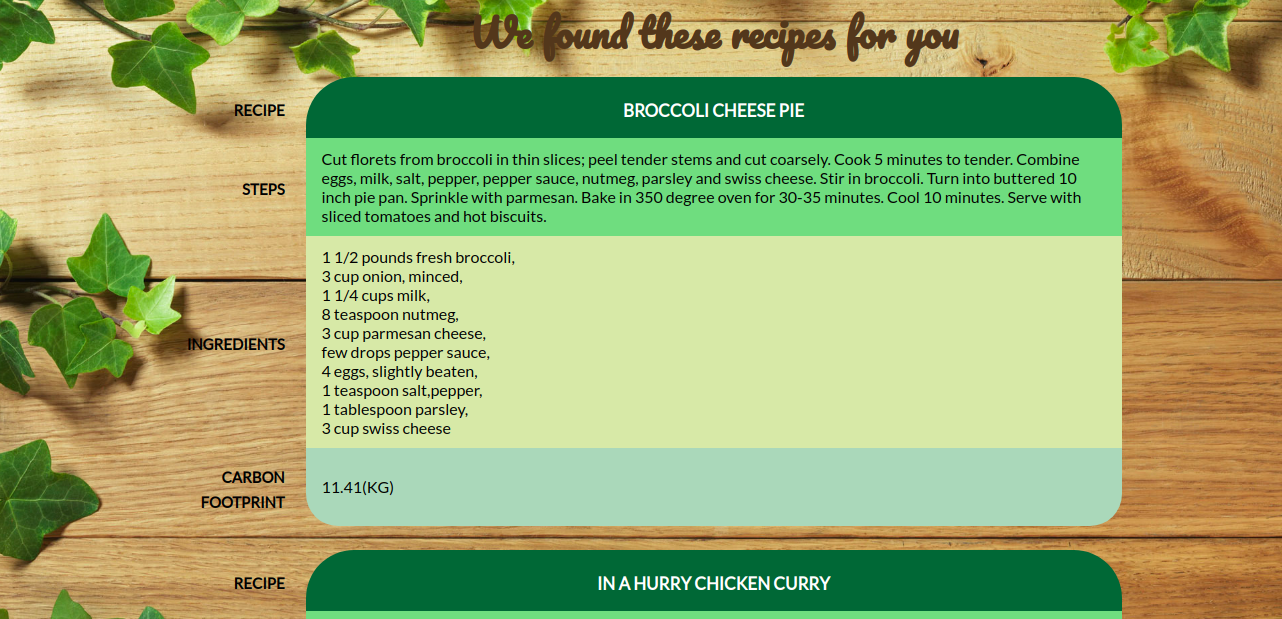 We found these recipes for you
RECIPE
BROCCOLI CHEESE PIE
STEPS
Cut florets from broccoli in thin slices; peel tender stems and cut coarsely. Cook 5 minutes to tender. Combine
eggs, milk, salt, pepper, pepper sauce, nutmeg, parsley and swiss cheese. Stir in broccoli. Turn into buttered 10
inch pie pan. Sprinkle with parmesan. Bake in 350 degree oven for 30-35 minutes. Cool 10 minutes. Serve with
sliced tomatoes and hot biscuits.
INGREDIENTS
1 1/2 pounds fresh broccoli,
3 cup onion, minced,
1 1/4 cups milk,
8 teaspoon nutmeg,
3 cup parmesan cheese,
few drops pepper sauce,
4 eggs, slightly beaten,
1 teaspoon salt,pepper,
1 tablespoon parsley,
3 cup swiss cheese
CARBON
FOOTPRINT
11.41(KG)
RECIPE
IN A HURRY CHICKEN CURRY